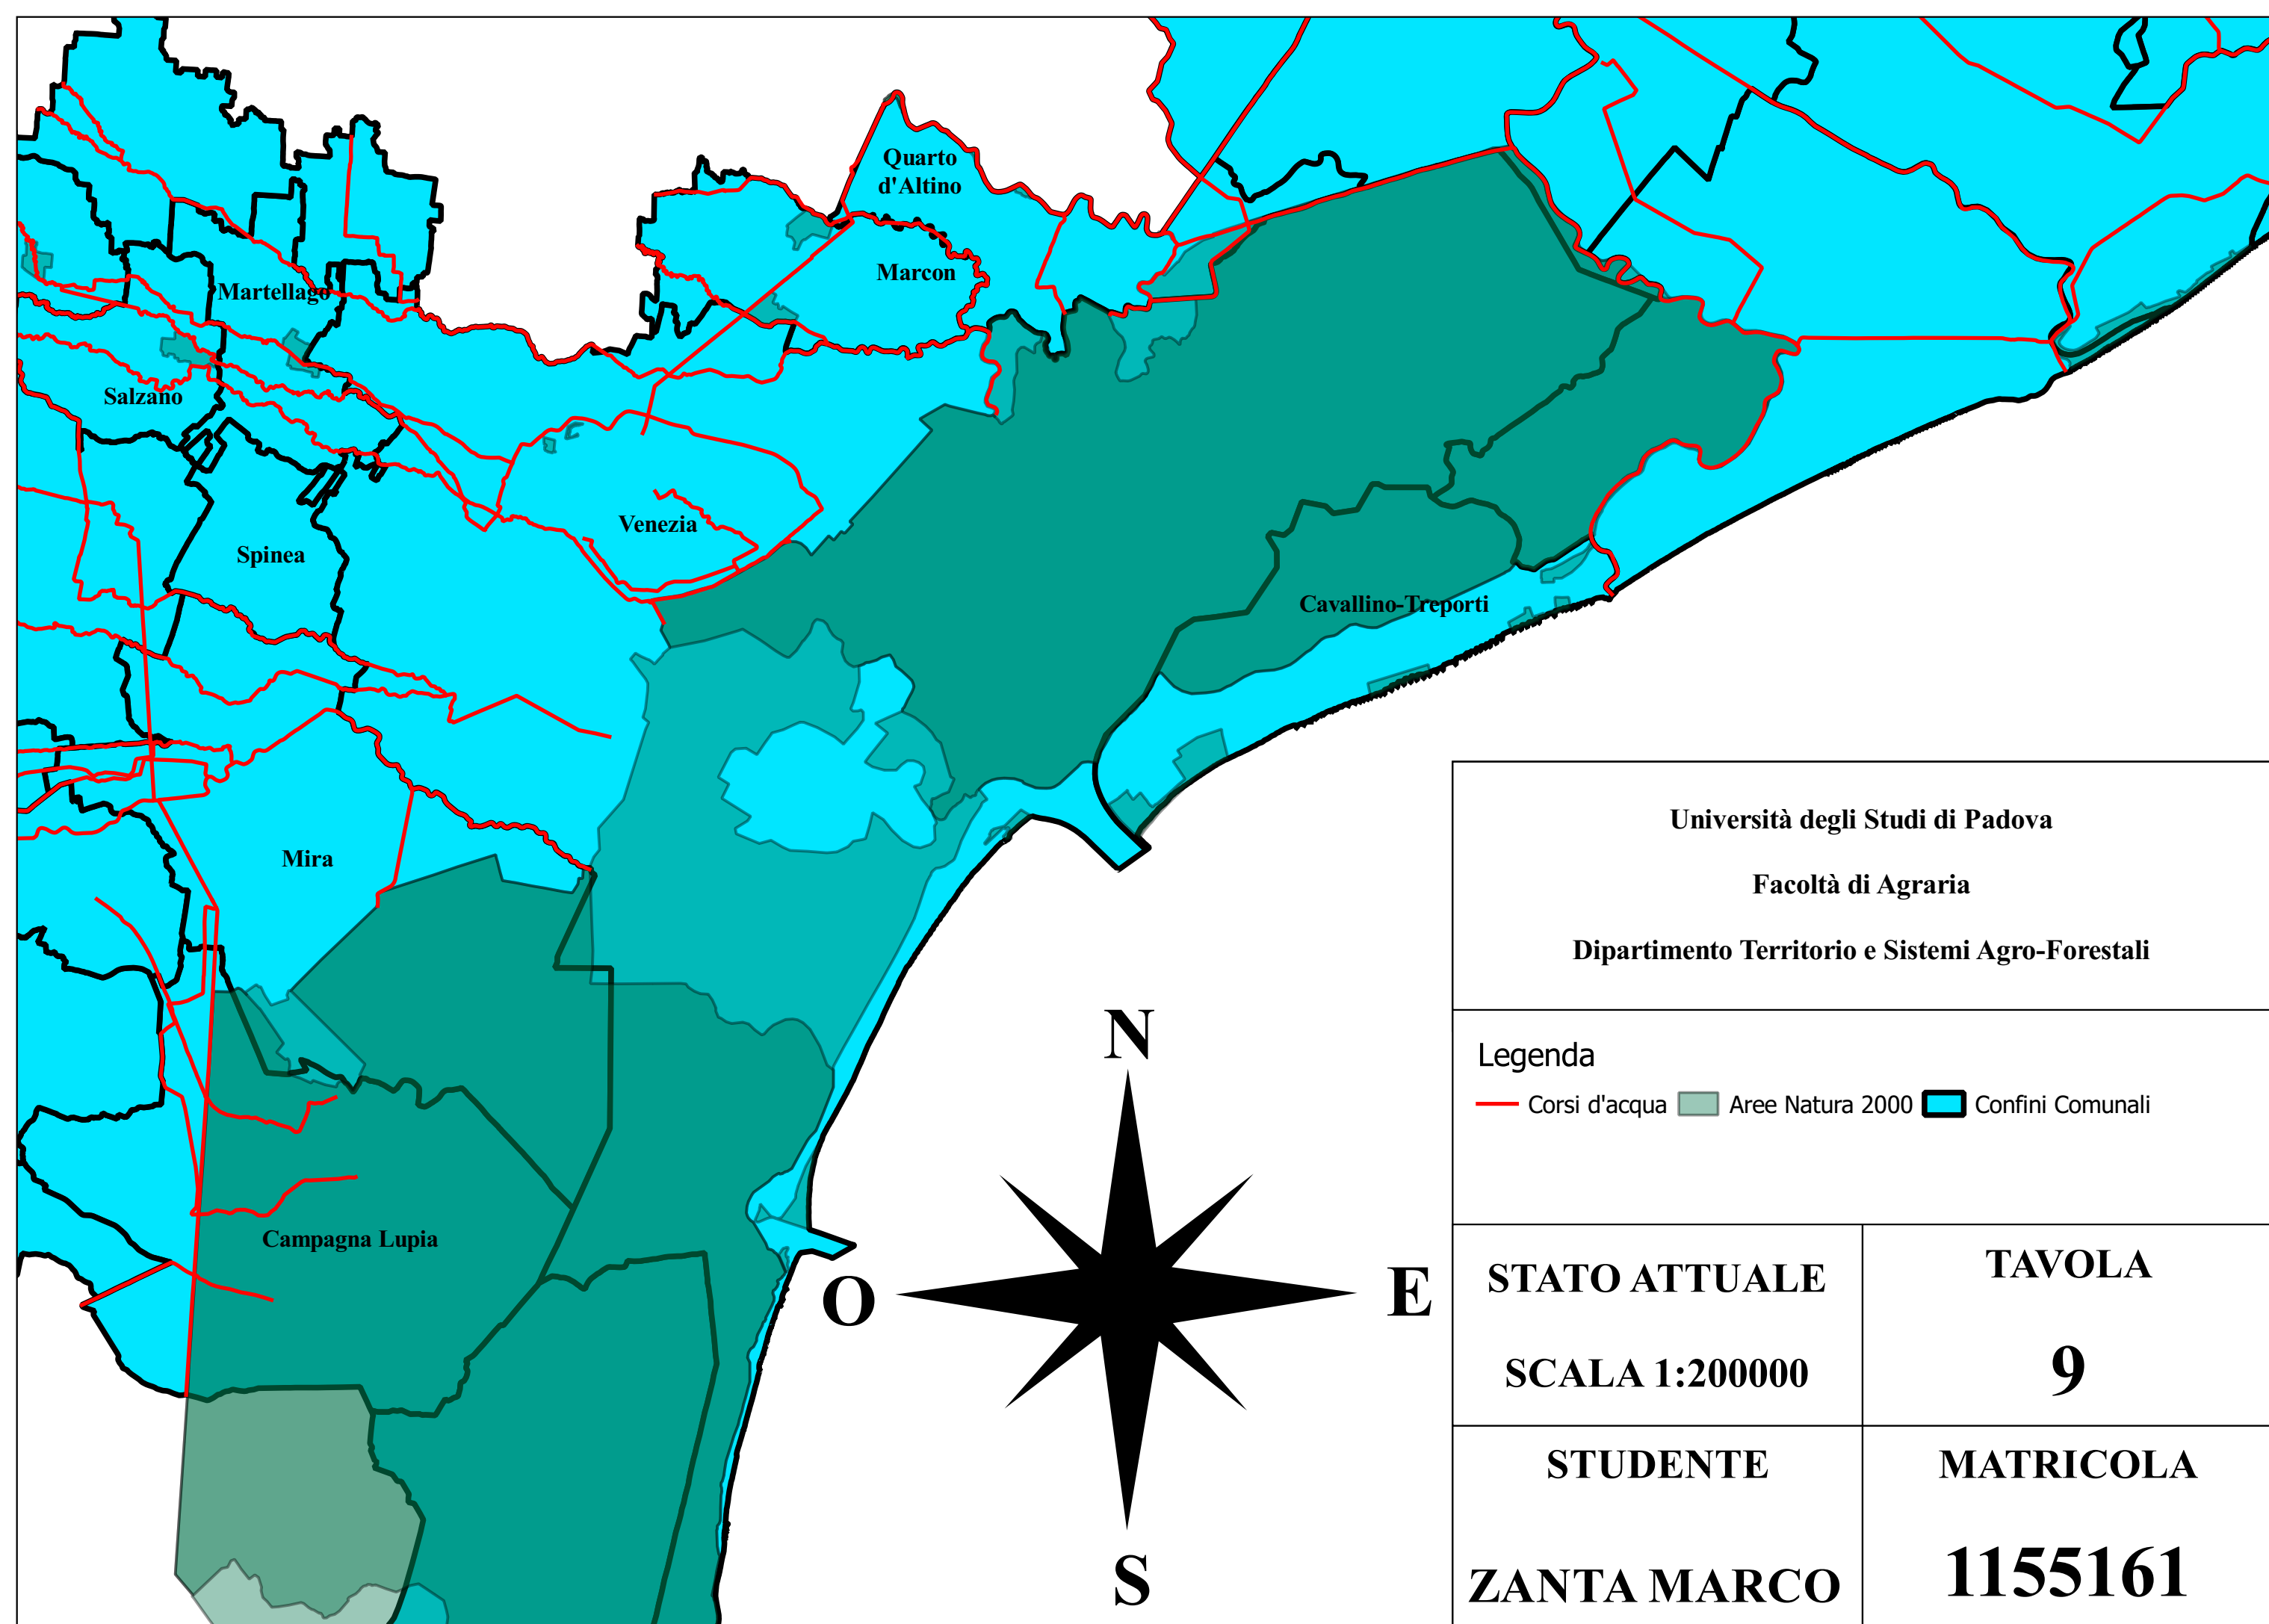 Quarto
d'Altino
Marcon
Martellago
Salzano
Venezia
Spinea
Cavallino-Treporti
Mira
Campagna Lupia
N
O
E
S
Università degli Studi di Padova
Facoltà di Agraria
Dipartimento Territorio e Sistemi Agro-Forestali
Legenda
Corsi d'acqua Aree Natura 2000 Confini Comunali
STATO ATTUALE
SCALA 1:200000
TAVOLA
9
STUDENTE
ZANTA MARCO
MATRICOLA
1155161